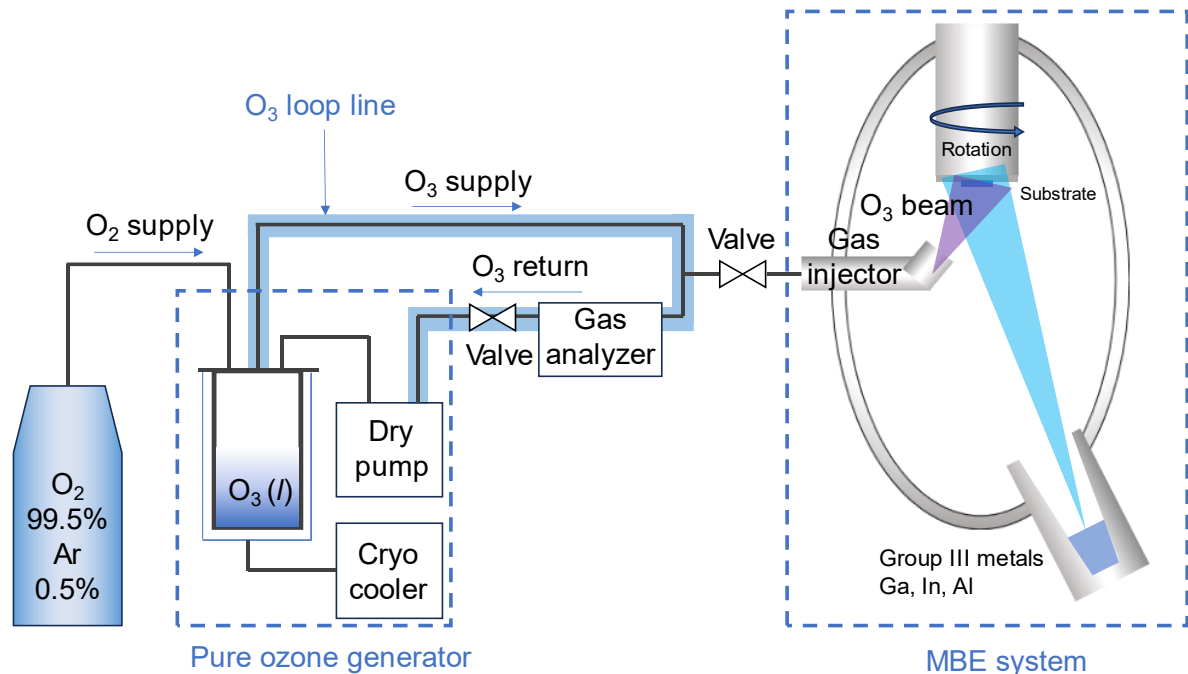 O₃ loop line
O₃ supply
O₂ supply
O₃ return
Valve
Gas
analyzer
Valve
Dry
pump
O₃ (l)
Cryo
cooler
O₂
99.5%
Ar
0.5%
Pure ozone generator
Rotation
Substrate
O₃ beam
Gas
injector
Group III metals
Ga, In, Al
MBE system